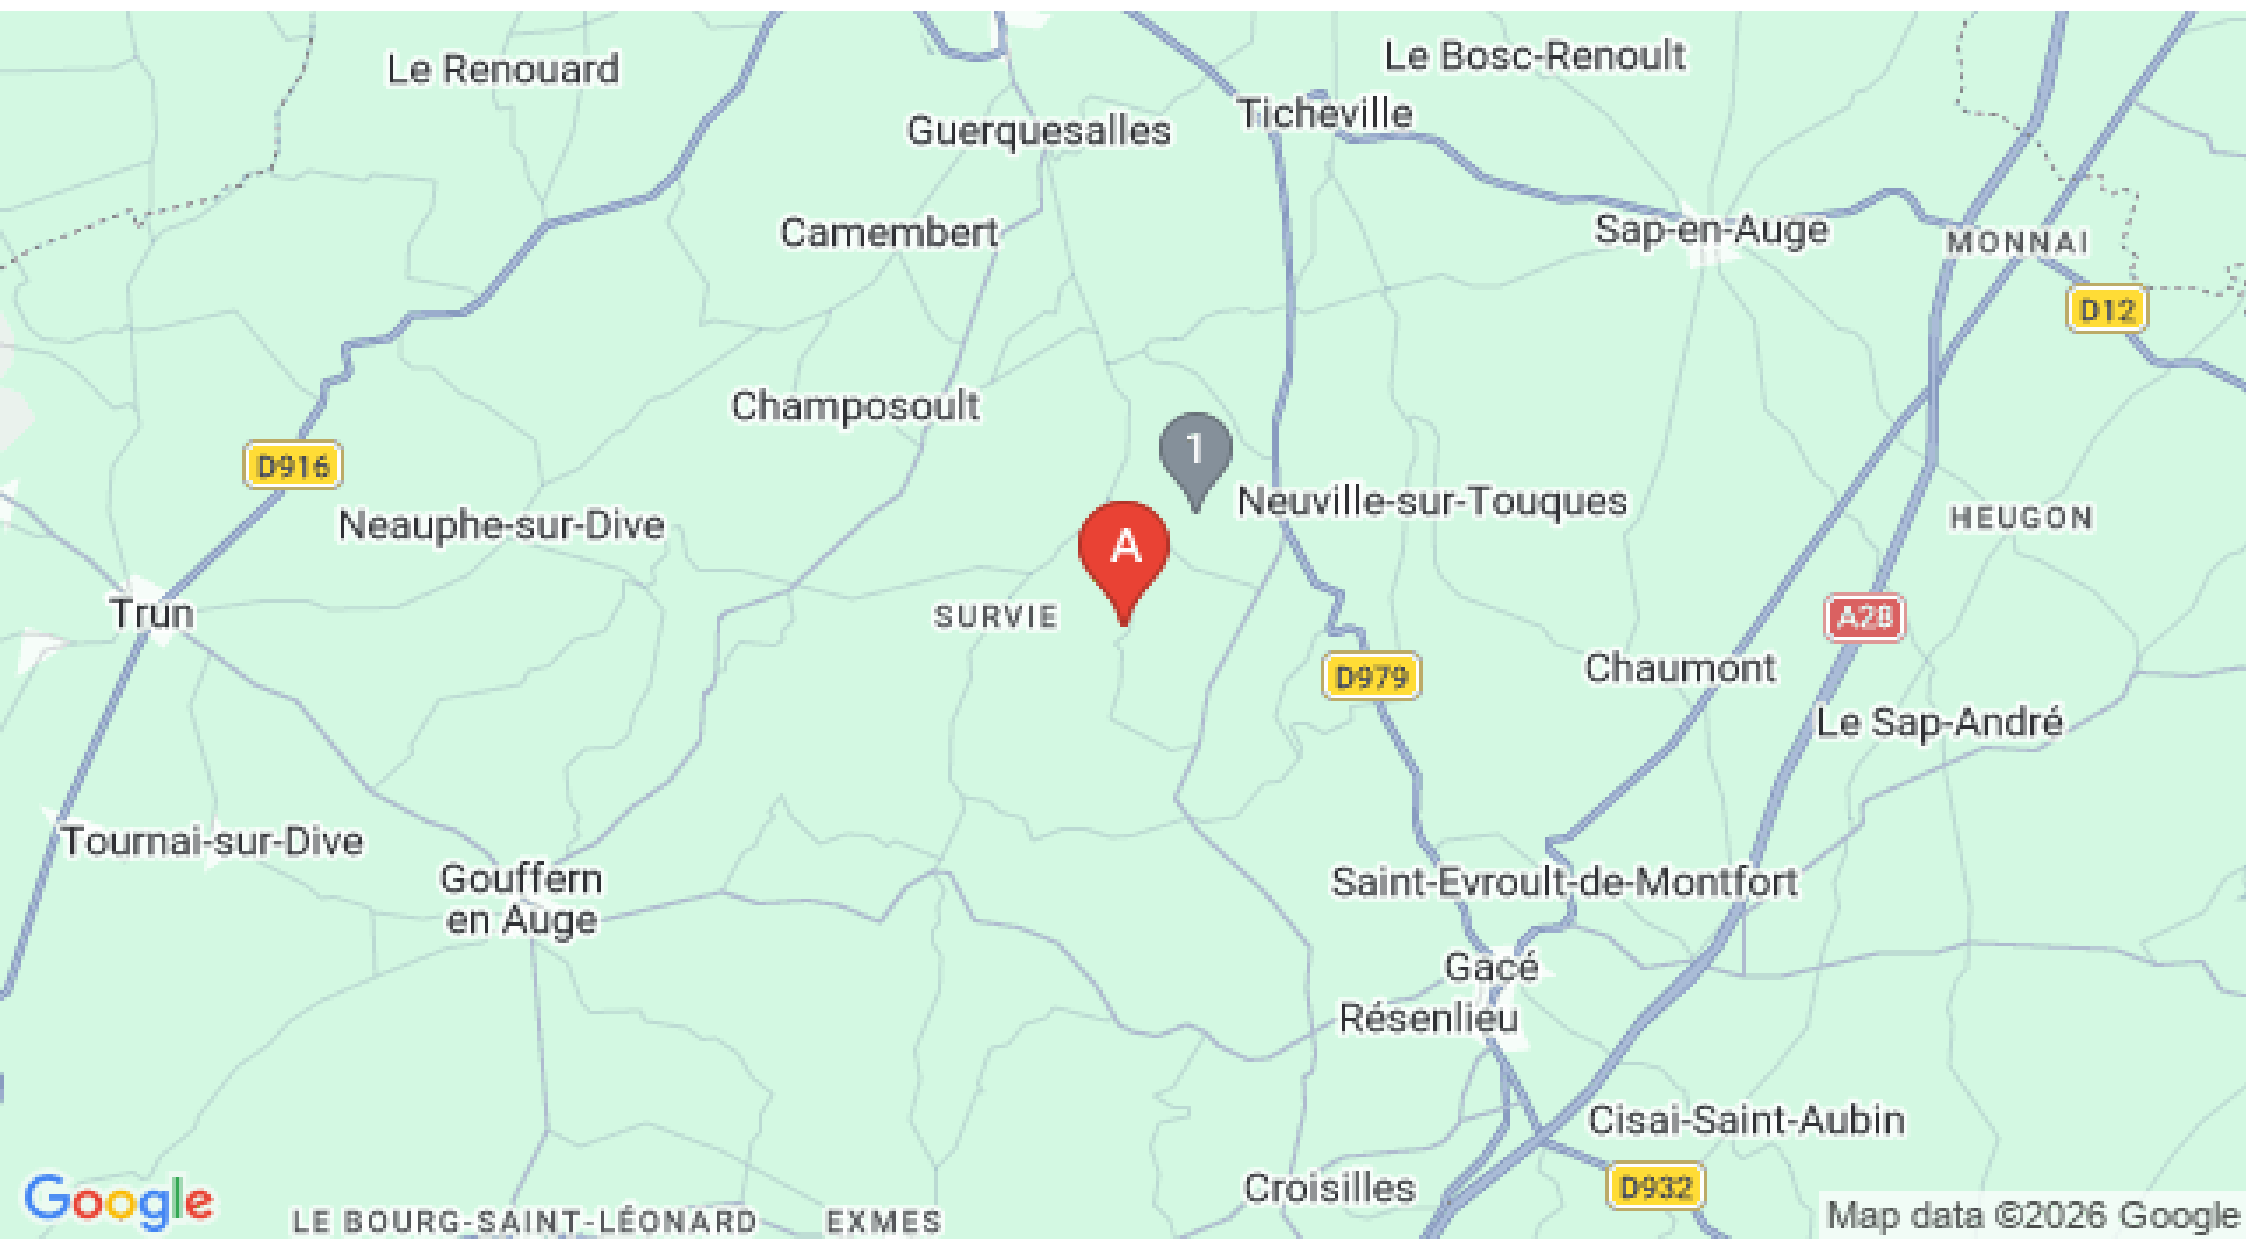 Le Renouard
Le Bosc-Renoult
Ticheville
Guerquesalles
Camembert
Sap-en-Auge
MONNAI
D12
Champosoult
1
D916
Neauphe-sur-Dive
Neuville-sur-Touques
HEUGON
A
Trun
SURVIE
A28
D979
Chaumont
Le Sap-André
Tournai-sur-Dive
Gouffern
en Auge
Saint-Evroult-de-Montfort
Gacé
Résenlieu
Cisai-Saint-Aubin
Croisilles
D932
Google
LE BOURG-SAINT-LÉONARD
EXMES
Map data ©2026 Google